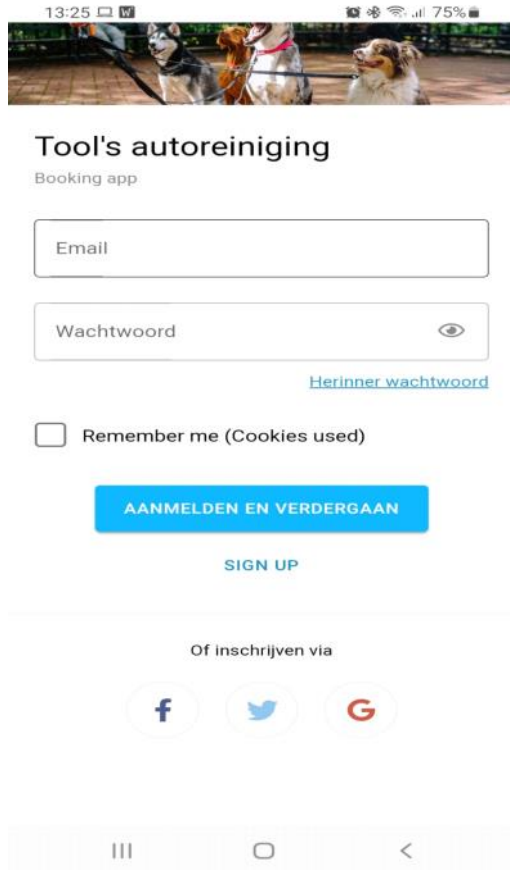 13:25
75%
Tool's autoreiniging
Booking app
Email
Wachtwoord
Herinner wachtwoord
Remember me (Cookies used)
AANMELDEN EN VERDERGAAN
SIGN UP
Of inschrijven via